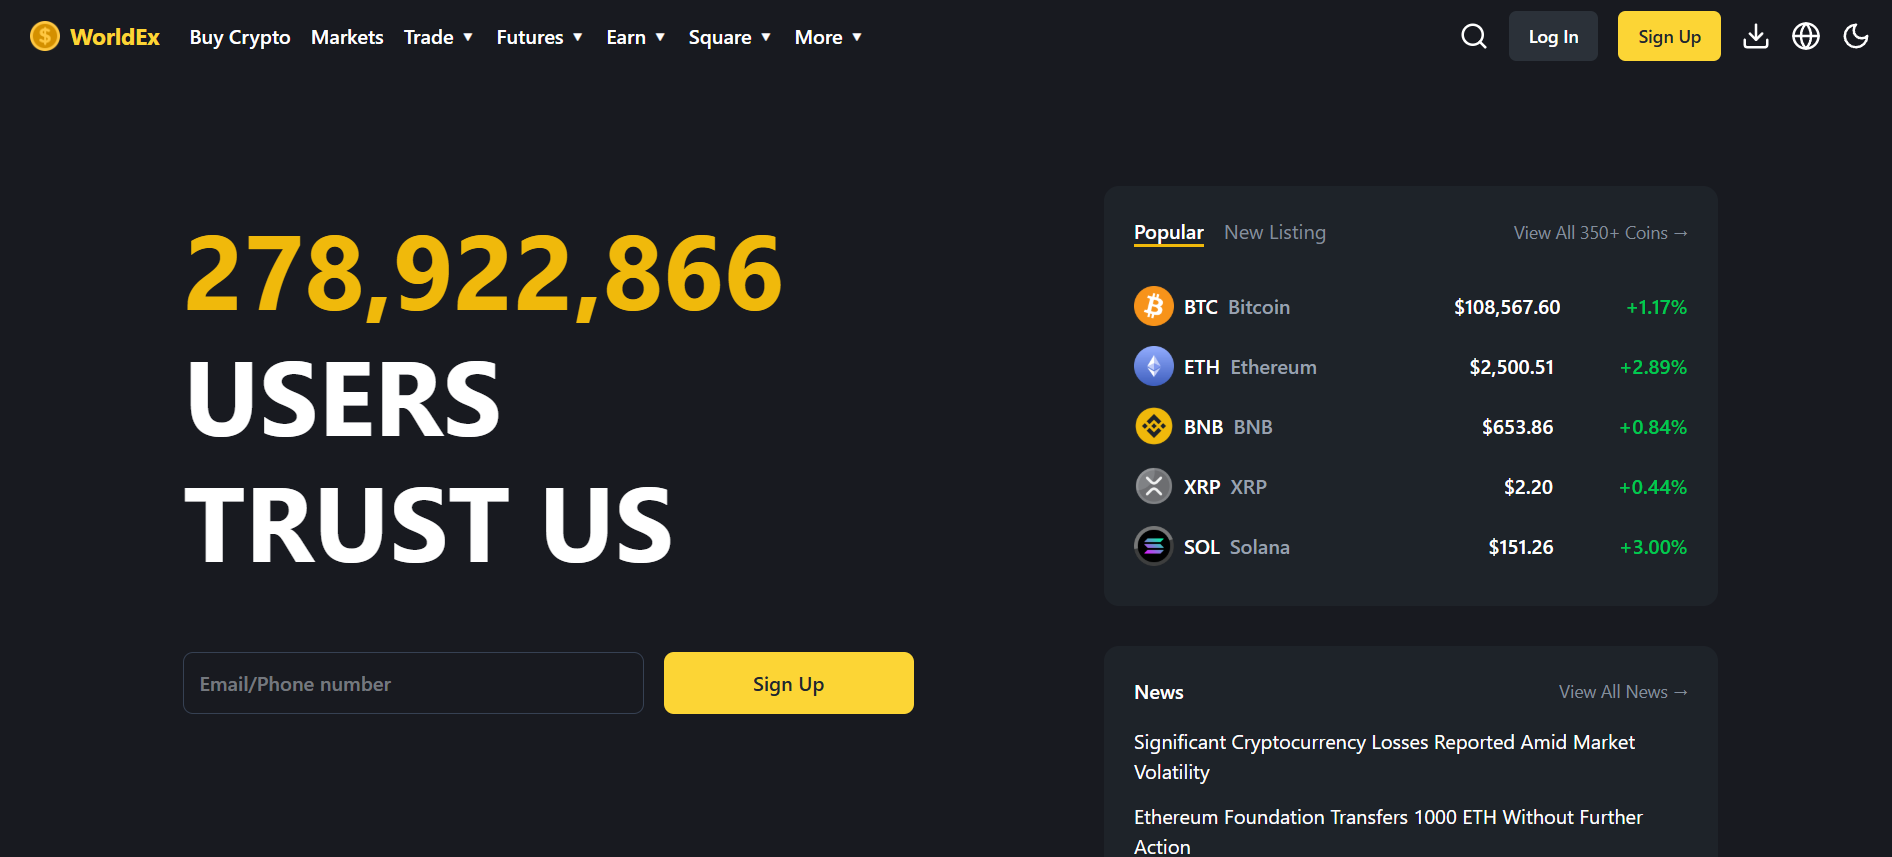 WorldEx Buy Crypto Markets Trade ▼ Futures ▼ Earn ▼ Square ▼ More ▼ Log In Sign Up
278,922,866
USERS
TRUST US
Email/Phone number Sign Up
Popular New Listing View All 350+ Coins →
BTC Bitcoin $108,567.60 +1.17%
ETH Ethereum $2,500.51 +2.89%
BNB BNB $653.86 +0.84%
XRP XRP $2.20 +0.44%
SOL Solana $151.26 +3.00%
News View All News →
Significant Cryptocurrency Losses Reported Amid Market
Volatility
Ethereum Foundation Transfers 1000 ETH Without Further
Action